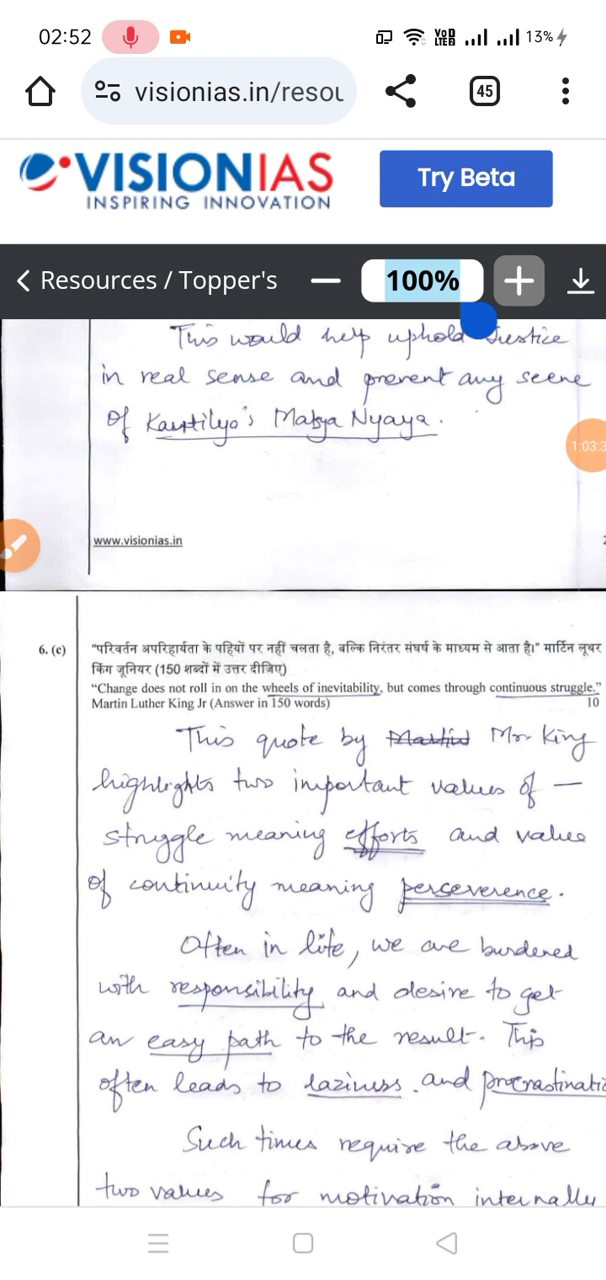 02:52
VoD LTE2
13%
visionias.in/resou
45
VISIONIAS
INSPIRING INNOVATION
Try Beta
Resources / Topper's
100%
This would help uphold Justice
in real sense and prevent any scene
of Kautilya's Matsya Nyaya.
1:03:3
www.visionias.in
2
6. (c) "परिवर्तन अपरिहार्यता के पहियों पर नहीं चलता है, बल्कि निरंतर संघर्ष के माध्यम से आता है।" मार्टिन लूथर
किंग जूनियर (150 शब्दों में उत्तर दीजिए)
"Change does not roll in on the wheels of inevitability, but comes through continuous struggle."
Martin Luther King Jr (Answer in 150 words) 10
This quote by Mr. King
highlights two important values of —
struggle meaning efforts and value
of continuity meaning perseverence.
Often in life, we are burdened
with responsibility and desire to get
an easy path to the result. This
often leads to laziness and procrastinati
Such times require the above
two values for motivation internally